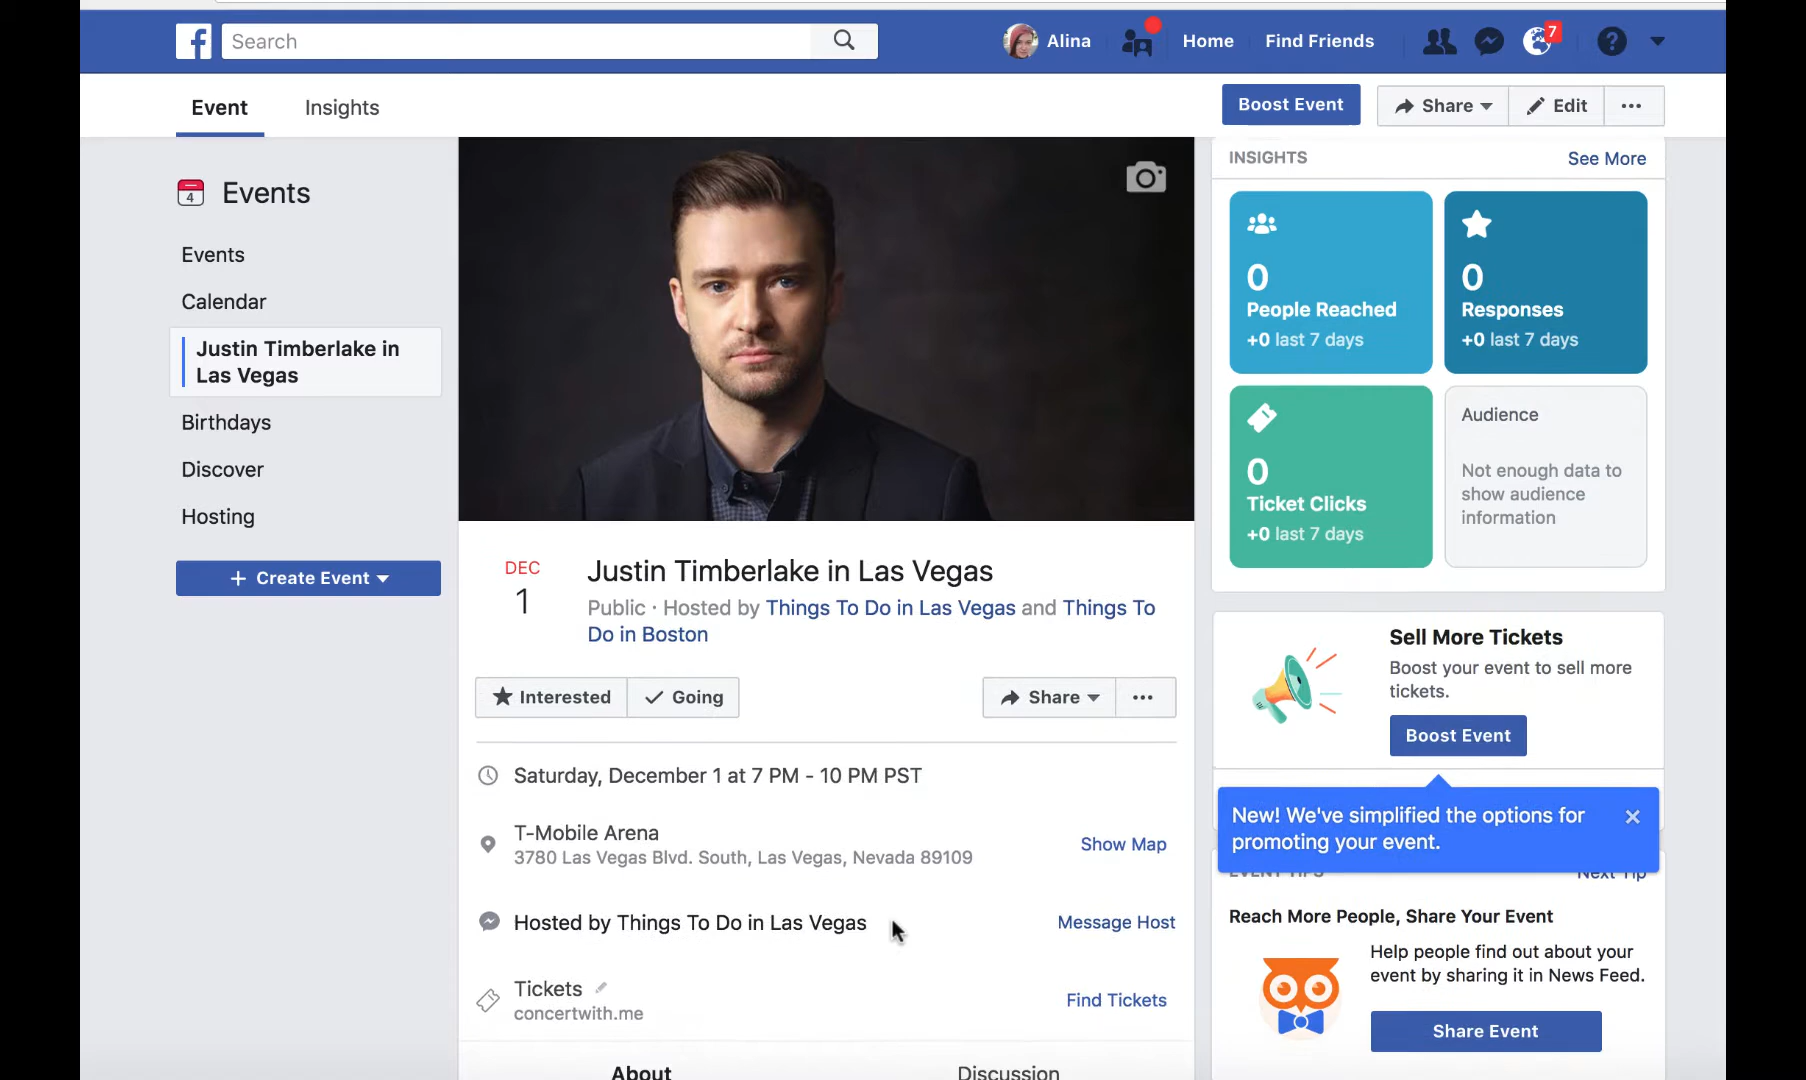 Search
Alina
Home
Find Friends
7
?
Event
Insights
Boost Event
Share
Edit
4
Events
Events
Calendar
Justin Timberlake in
Las Vegas
Birthdays
Discover
Hosting
+ Create Event
DEC
1
Justin Timberlake in Las Vegas
Public · Hosted by Things To Do in Las Vegas and Things To
Do in Boston
Interested
Going
Share
Saturday, December 1 at 7 PM - 10 PM PST
T-Mobile Arena
3780 Las Vegas Blvd. South, Las Vegas, Nevada 89109
Show Map
Hosted by Things To Do in Las Vegas
Message Host
Tickets
concertwith.me
Find Tickets
About
Discussion
INSIGHTS
See More
0
People Reached
+0 last 7 days
0
Responses
+0 last 7 days
0
Ticket Clicks
+0 last 7 days
Audience
Not enough data to
show audience
information
Sell More Tickets
Boost your event to sell more
tickets.
Boost Event
New! We've simplified the options for
promoting your event.
EVENT TIPS
Next Tip
Reach More People, Share Your Event
Help people find out about your
event by sharing it in News Feed.
Share Event